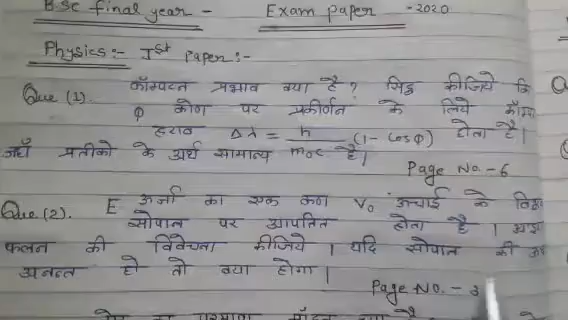 B.Sc final year - Exam paper - 2020
Physics:- Ist Paper:-
Que (1). कॉम्पटन प्रभाव क्या है? सिद्ध कीजिये कि
φ कोण पर प्रकीर्णन के लिये
Δλ = h/m₀c (1 - cosφ) होता है।
जहाँ प्रतीको के अर्थ सामान्य है।
Page No. - 6
Que (2). E ऊर्जा का एक कण V₀ ऊंचाई के
सोपान पर आपतित होता है।
फलन की विवेचना कीजिये। यदि सोपान की
अनन्त हो तो क्या होगा।
Page No. - 3